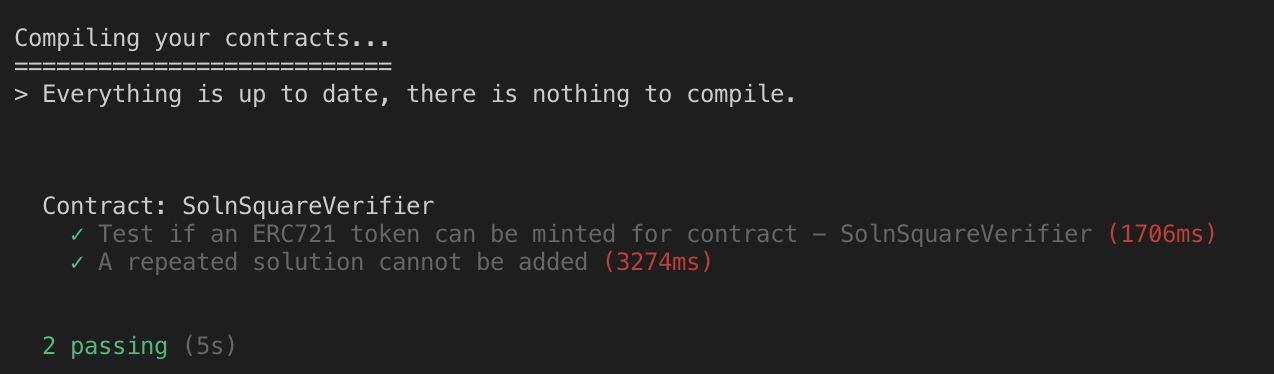 Compiling your contracts...
===========================
> Everything is up to date, there is nothing to compile.
Contract: SolnSquareVerifier
✓ Test if an ERC721 token can be minted for contract – SolnSquareVerifier (1706ms)
✓ A repeated solution cannot be added (3274ms)
2 passing (5s)